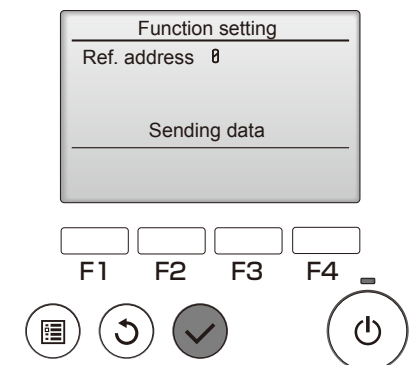 Function setting
Ref. address 0
Sending data
F1 F2 F3 F4